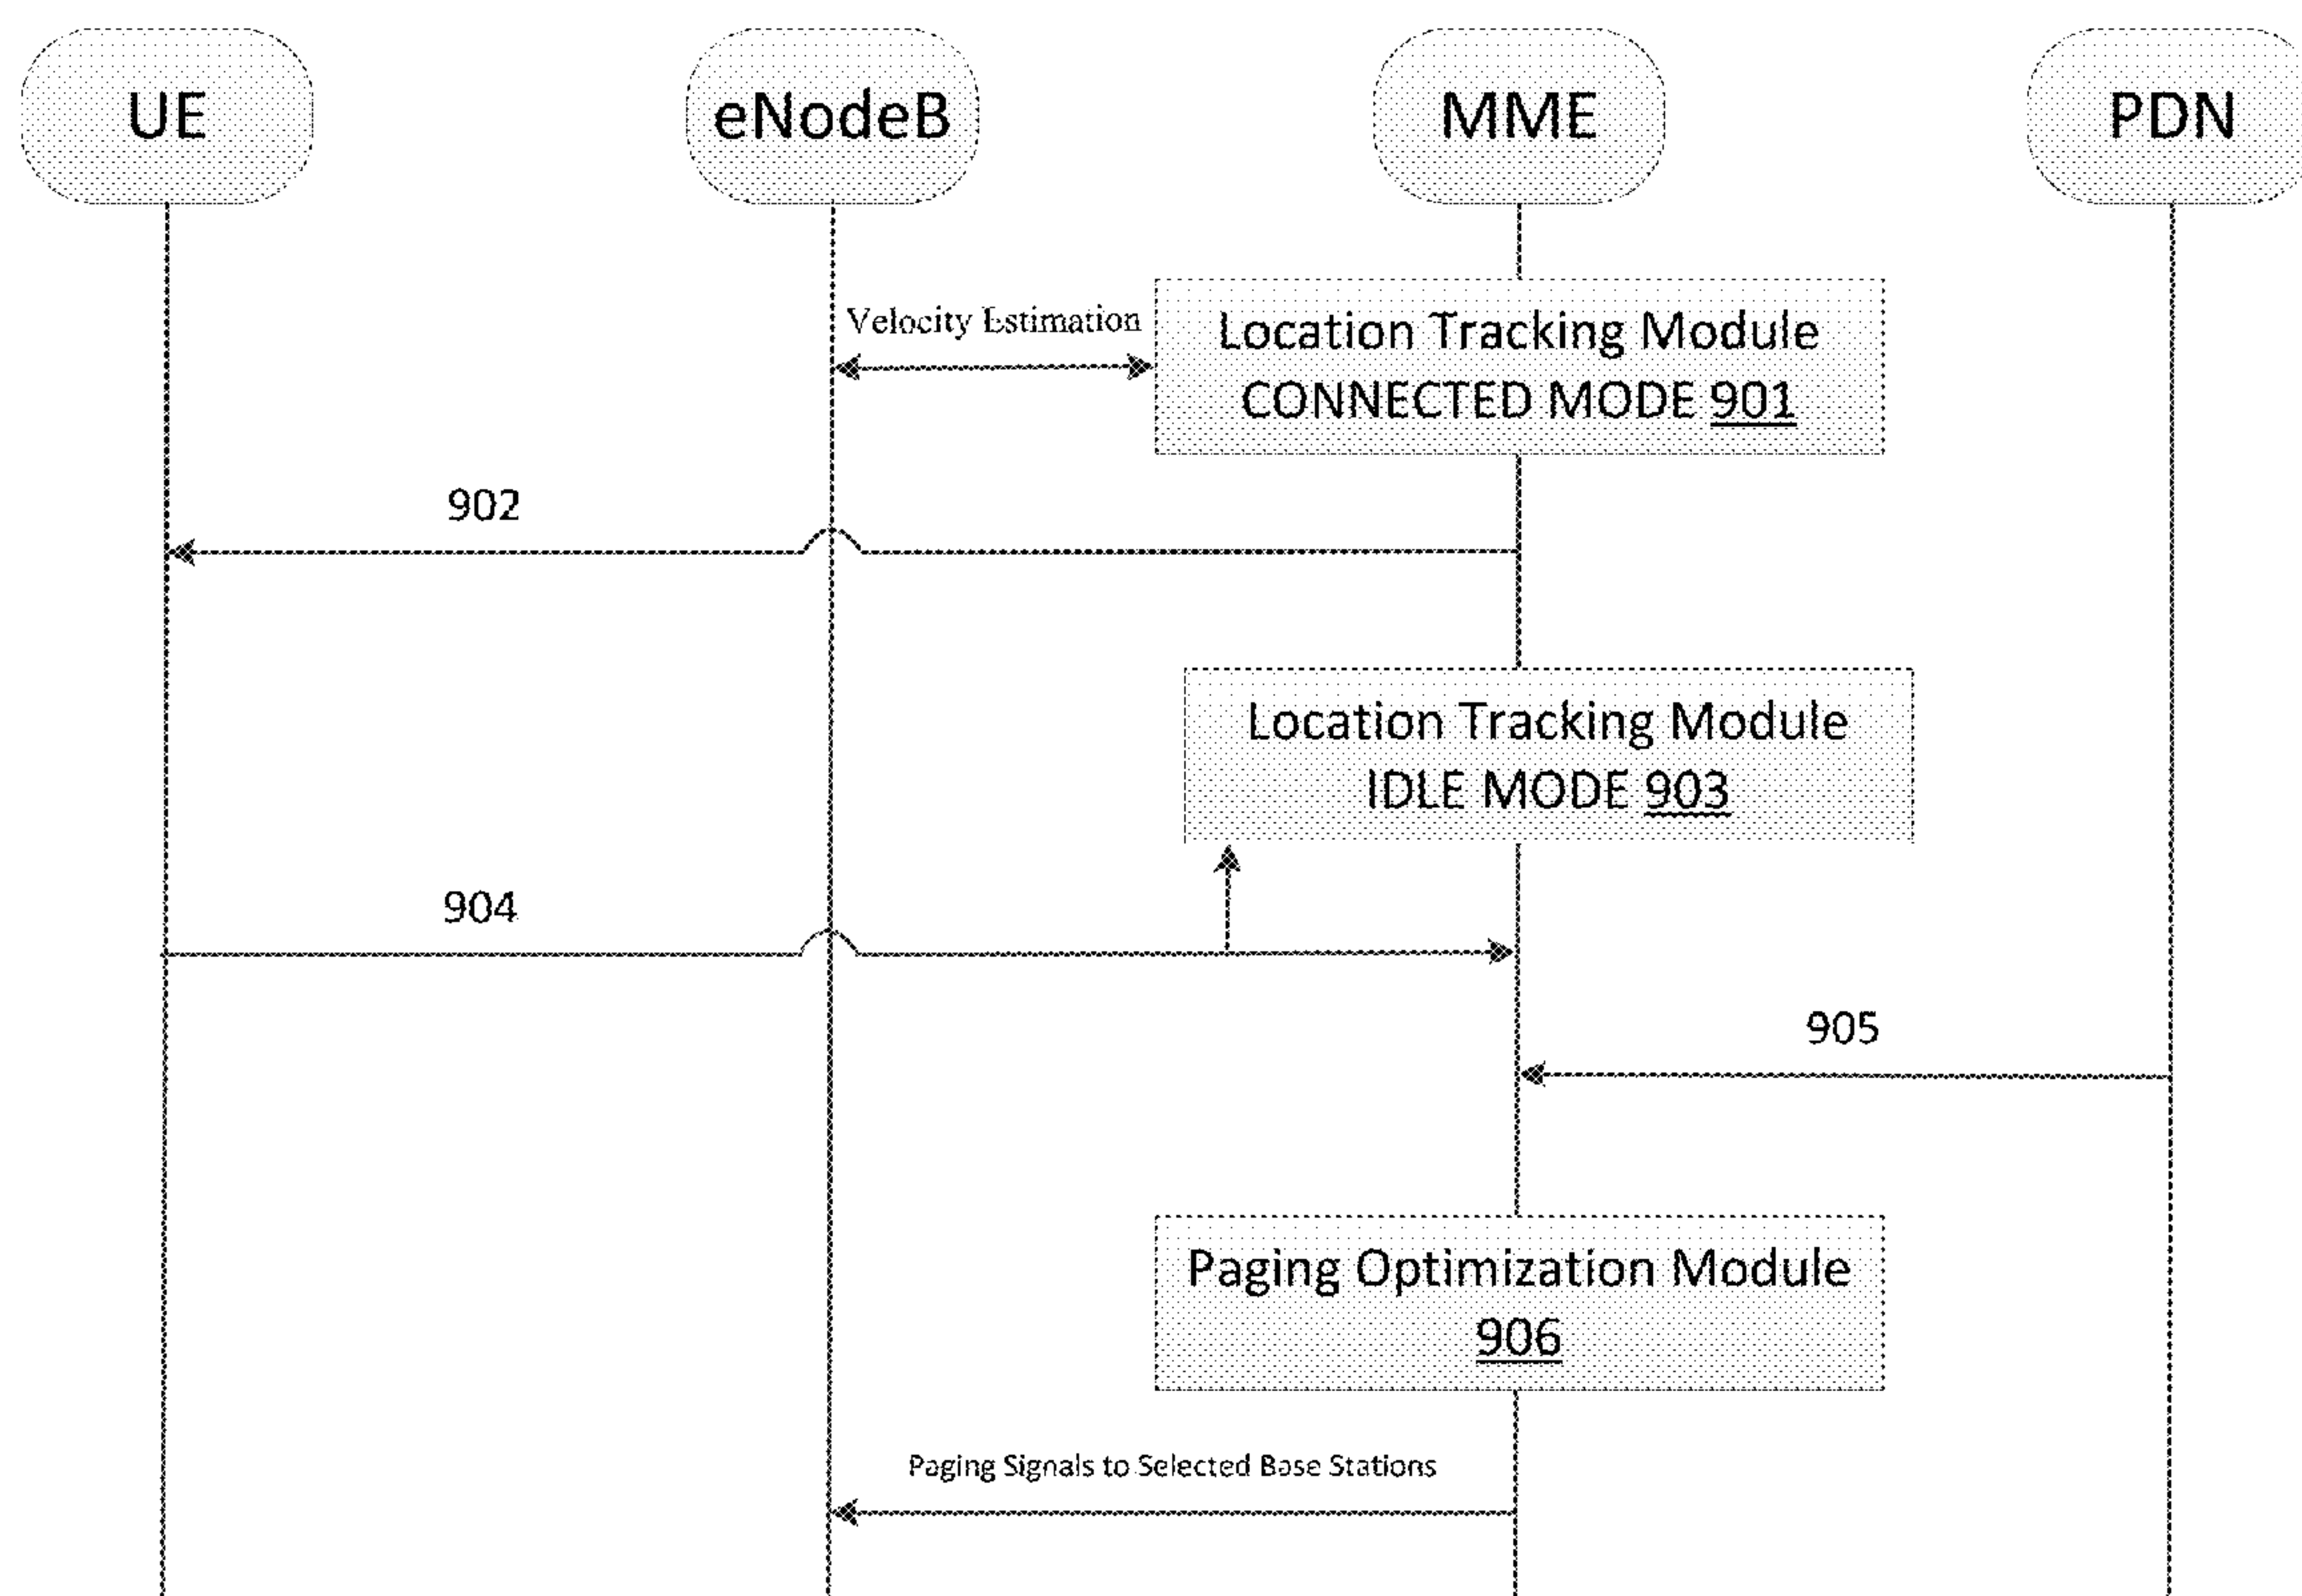 UE
eNodeB
MME
PDN
Velocity Estimation
Location Tracking Module
CONNECTED MODE 901
902
Location Tracking Module
IDLE MODE 903
904
905
Paging Optimization Module
906
Paging Signals to Selected Base Stations